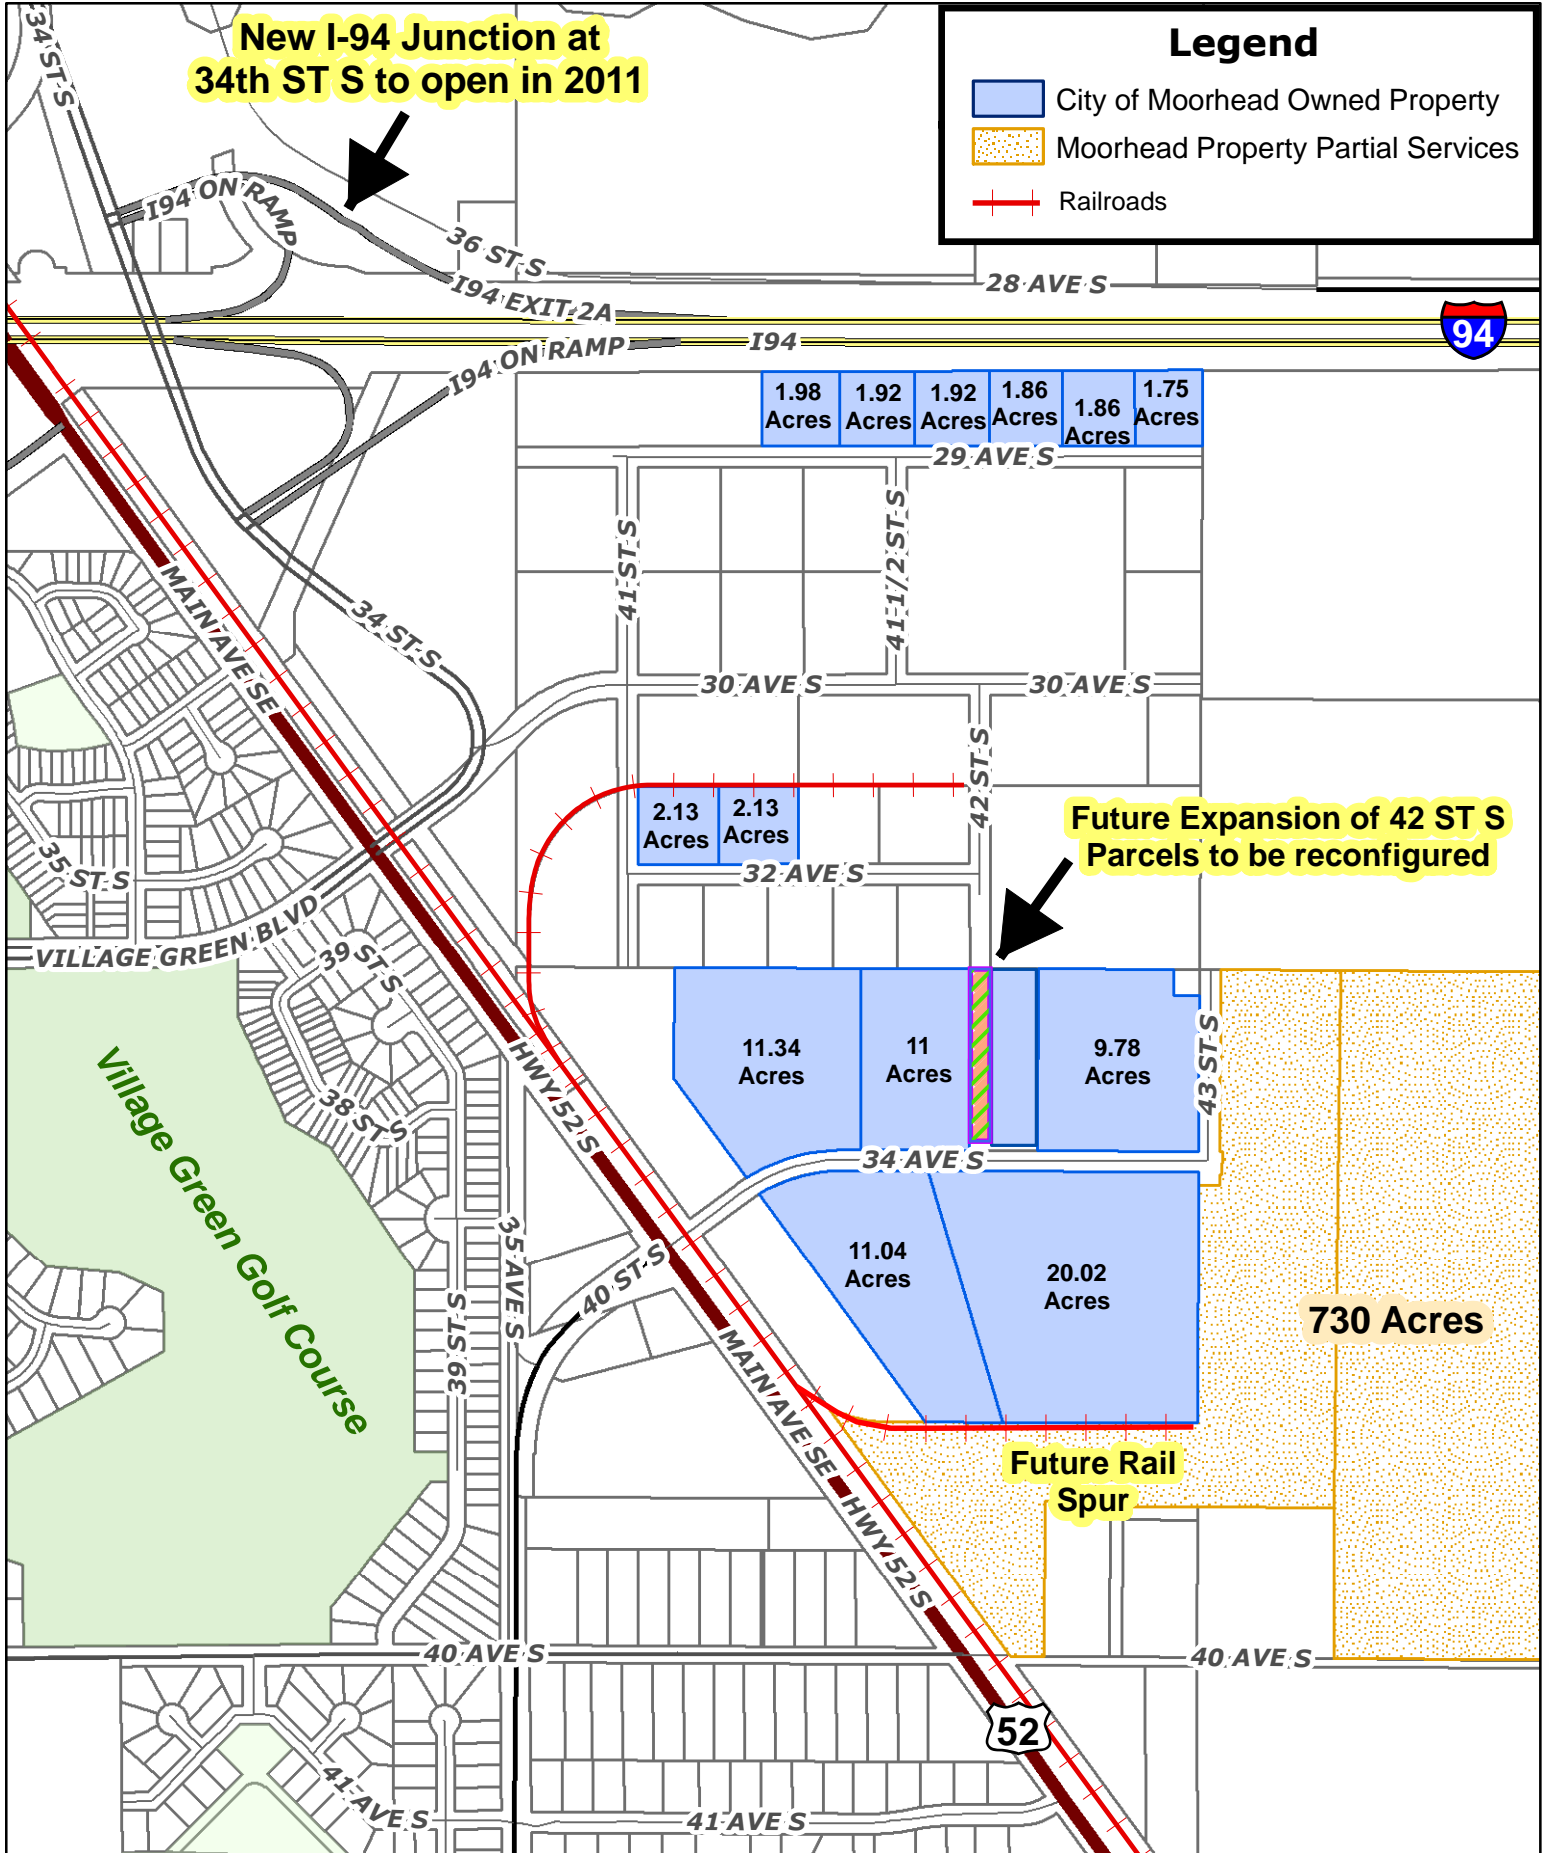 New I-94 Junction at
34th ST S to open in 2011
Legend
City of Moorhead Owned Property
Moorhead Property Partial Services
Railroads
34 ST S
I94 ON RAMP
36 ST S
28 AVE S
I94 EXIT 2A
I94
94
I94 ON RAMP
1.98
Acres
1.92
Acres
1.92
Acres
1.86
Acres
1.86
Acres
1.75
Acres
29 AVE S
41 ST S
41 1/2 ST S
MAIN AVE SE
34 ST S
30 AVE S
30 AVE S
42 ST S
2.13
Acres
2.13
Acres
Future Expansion of 42 ST S
Parcels to be reconfigured
32 AVE S
35 ST S
VILLAGE GREEN BLVD
39 ST S
38 ST S
HWY 52 S
11.34
Acres
11
Acres
9.78
Acres
43 ST S
34 AVE S
Village Green Golf Course
35 AVE S
40 ST S
39 ST S
11.04
Acres
20.02
Acres
730 Acres
MAIN AVE SE
Future Rail
Spur
HWY 52 S
40 AVE S
40 AVE S
52
41 AVE S
41 AVE S